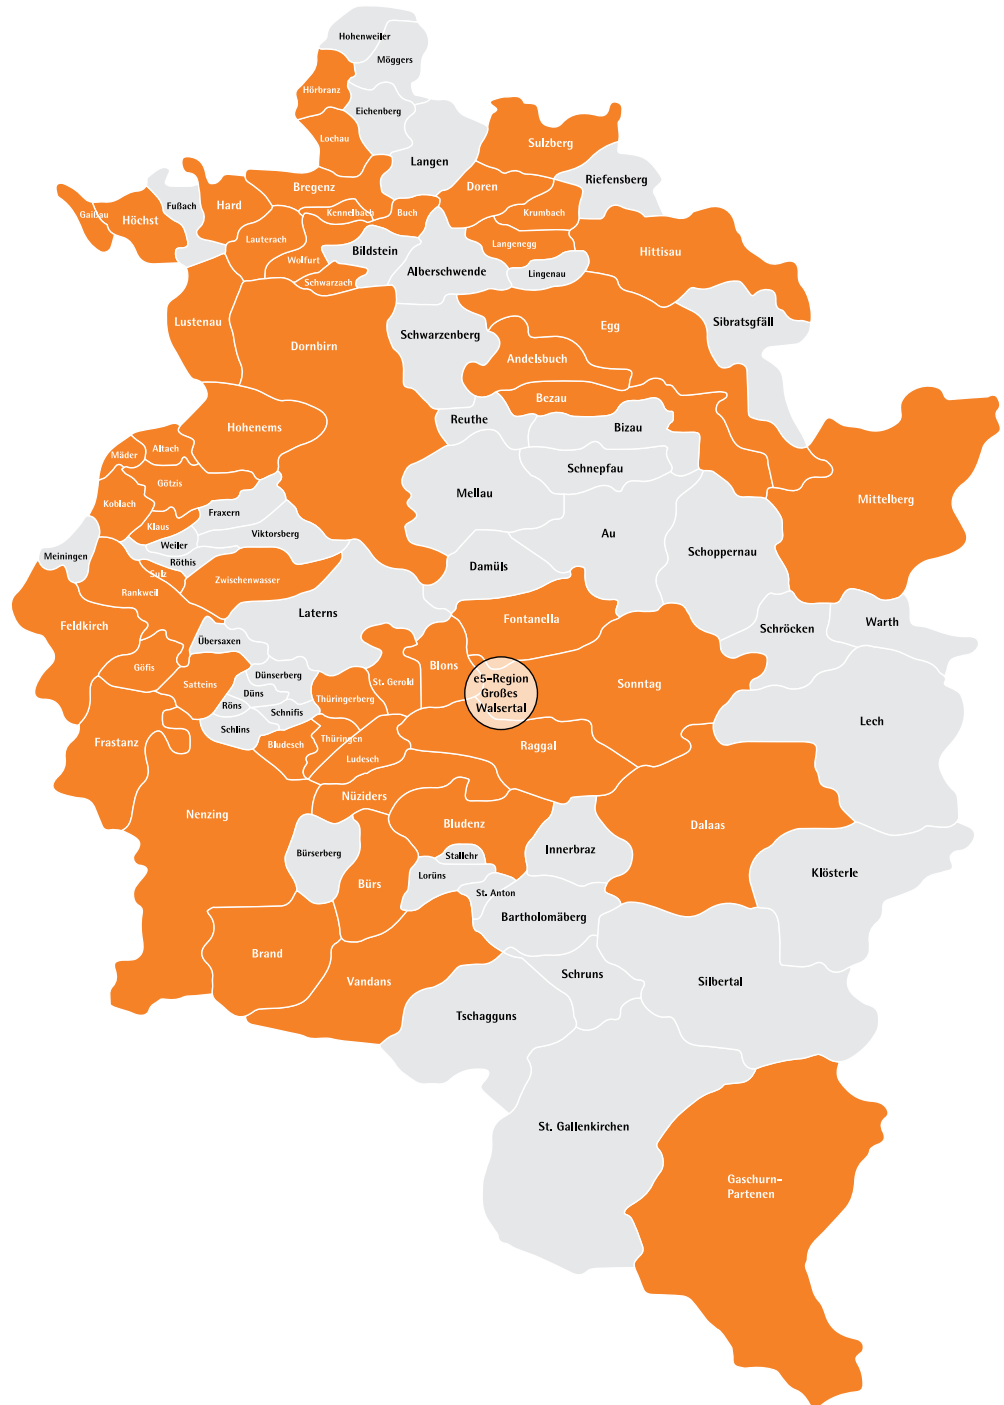 Hohenweiler
Möggers
Hörbranz
Eichenberg
Lochau
Sulzberg
Langen
Riefensberg
Bregenz
Doren
Fußach
Hard
Gaißau
Höchst
Kennelbach
Buch
Krumbach
Lauterach
Langenegg
Bildstein
Hittisau
Wolfurt
Alberschwende
Lingenau
Schwarzach
Lustenau
Sibratsgfäll
Egg
Schwarzenberg
Dornbirn
Andelsbuch
Bezau
Reuthe
Hohenems
Bizau
Altach
Mäder
Schnepfau
Götzis
Mellau
Mittelberg
Koblach
Fraxern
Klaus
Viktorsberg
Au
Weiler
Schoppernau
Meiningen
Röthis
Damüls
Sulz
Zwischenwasser
Rankweil
Laterns
Fontanella
Feldkirch
Warth
Schröcken
Übersaxen
Göfis
Blons
Dünserberg
e5-Region
Großes
Walsertal
St. Gerold
Satteins
Sonntag
Düns
Thüringerberg
Röns
Schnifis
Lech
Schlins
Thüringen
Frastanz
Bludesch
Raggal
Ludesch
Nüziders
Nenzing
Bludenz
Dalaas
Innerbraz
Bürserberg
Stallehr
Klösterle
Lorüns
Bürs
St. Anton
Bartholomäberg
Brand
Schruns
Vandans
Silbertal
Tschagguns
St. Gallenkirchen
Gaschurn-
Partenen